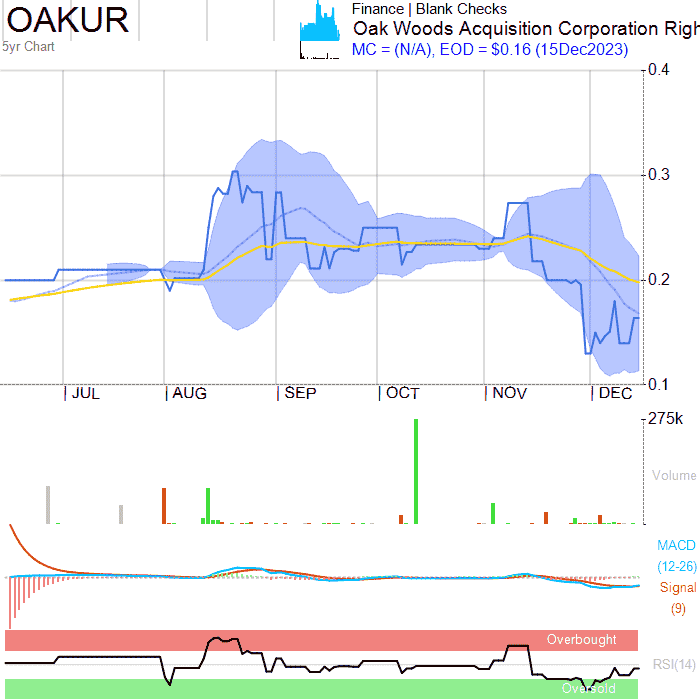 OAKUR
5yr Chart
Finance | Blank Checks
Oak Woods Acquisition Corporation Righ
MC = (N/A), EOD = $0.16 (15Dec2023)
0.4
0.3
0.2
0.1
JUL AUG SEP OCT NOV DEC
275k
Volume
MACD
(12-26)
Signal
(9)
Overbought
RSI(14)
Oversold